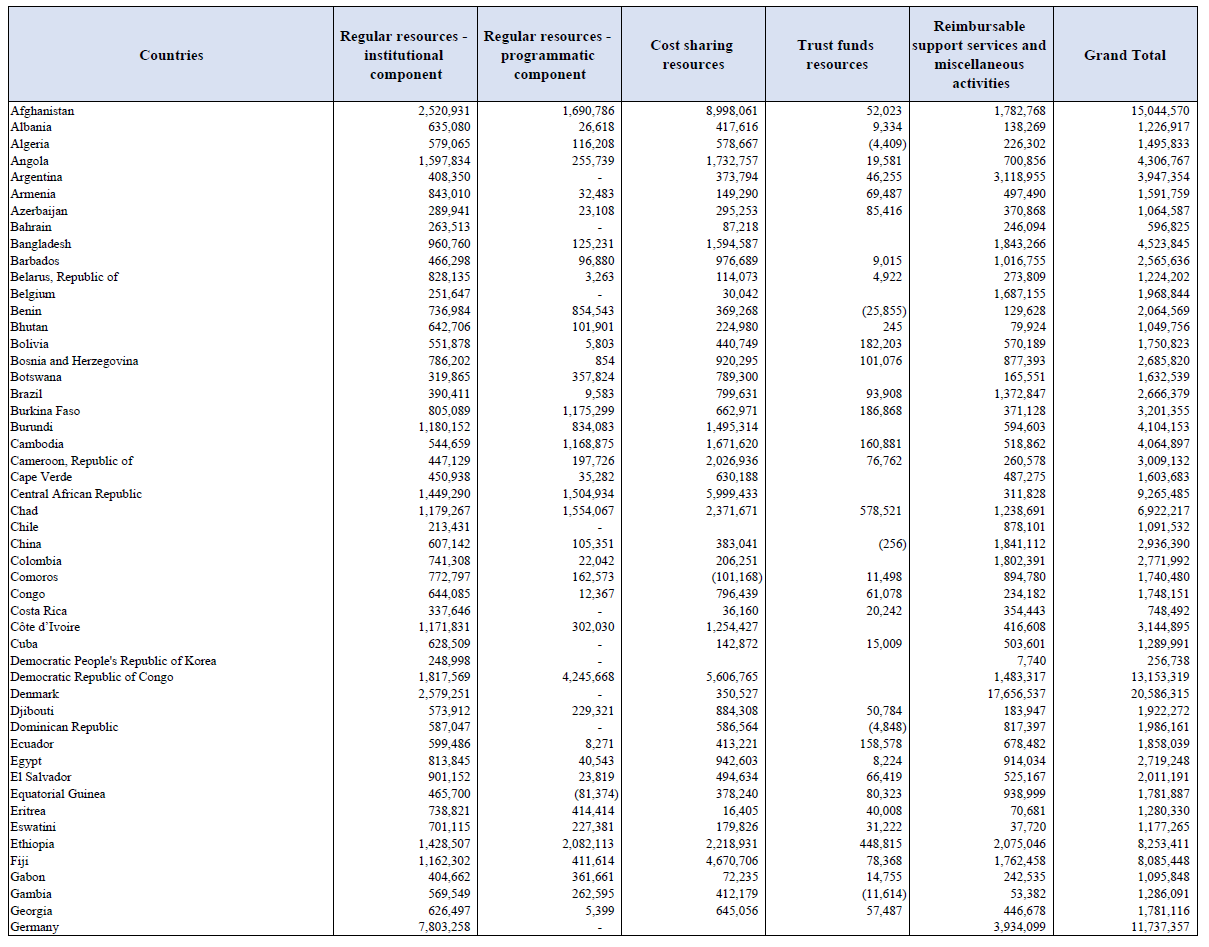 Countries Regular resources - institutional component Regular resources - programmatic component Cost sharing resources Trust funds resources Reimbursable support services and miscellaneous activities Grand Total
Afghanistan 2,520,931 1,690,786 8,998,061 52,023 1,782,768 15,044,570
Albania 635,080 26,618 417,616 9,334 138,269 1,226,917
Algeria 579,065 116,208 578,667 (4,409) 226,302 1,495,833
Angola 1,597,834 255,739 1,732,757 19,581 700,856 4,306,767
Argentina 408,350 - 373,794 46,255 3,118,955 3,947,354
Armenia 843,010 32,483 149,290 69,487 497,490 1,591,759
Azerbaijan 289,941 23,108 295,253 85,416 370,868 1,064,587
Bahrain 263,513 - 87,218 246,094 596,825
Bangladesh 960,760 125,231 1,594,587 1,843,266 4,523,845
Barbados 466,298 96,880 976,689 9,015 1,016,755 2,565,636
Belarus, Republic of 828,135 3,263 114,073 4,922 273,809 1,224,202
Belgium 251,647 - 30,042 1,687,155 1,968,844
Benin 736,984 854,543 369,268 (25,855) 129,628 2,064,569
Bhutan 642,706 101,901 224,980 245 79,924 1,049,756
Bolivia 551,878 5,803 440,749 182,203 570,189 1,750,823
Bosnia and Herzegovina 786,202 854 920,295 101,076 877,393 2,685,820
Botswana 319,865 357,824 789,300 165,551 1,632,539
Brazil 390,411 9,583 799,631 93,908 1,372,847 2,666,379
Burkina Faso 805,089 1,175,299 662,971 186,868 371,128 3,201,355
Burundi 1,180,152 834,083 1,495,314 594,603 4,104,153
Cambodia 544,659 1,168,875 1,671,620 160,881 518,862 4,064,897
Cameroon, Republic of 447,129 197,726 2,026,936 76,762 260,578 3,009,132
Cape Verde 450,938 35,282 630,188 487,275 1,603,683
Central African Republic 1,449,290 1,504,934 5,999,433 311,828 9,265,485
Chad 1,179,267 1,554,067 2,371,671 578,521 1,238,691 6,922,217
Chile 213,431 - 878,101 1,091,532
China 607,142 105,351 383,041 (256) 1,841,112 2,936,390
Colombia 741,308 22,042 206,251 1,802,391 2,771,992
Comoros 772,797 162,573 (101,168) 11,498 894,780 1,740,480
Congo 644,085 12,367 796,439 61,078 234,182 1,748,151
Costa Rica 337,646 - 36,160 20,242 354,443 748,492
Côte d’Ivoire 1,171,831 302,030 1,254,427 416,608 3,144,895
Cuba 628,509 - 142,872 15,009 503,601 1,289,991
Democratic People's Republic of Korea 248,998 - 7,740 256,738
Democratic Republic of Congo 1,817,569 4,245,668 5,606,765 1,483,317 13,153,319
Denmark 2,579,251 - 350,527 17,656,537 20,586,315
Djibouti 573,912 229,321 884,308 50,784 183,947 1,922,272
Dominican Republic 587,047 - 586,564 (4,848) 817,397 1,986,161
Ecuador 599,486 8,271 413,221 158,578 678,482 1,858,039
Egypt 813,845 40,543 942,603 8,224 914,034 2,719,248
El Salvador 901,152 23,819 494,634 66,419 525,167 2,011,191
Equatorial Guinea 465,700 (81,374) 378,240 80,323 938,999 1,781,887
Eritrea 738,821 414,414 16,405 40,008 70,681 1,280,330
Eswatini 701,115 227,381 179,826 31,222 37,720 1,177,265
Ethiopia 1,428,507 2,082,113 2,218,931 448,815 2,075,046 8,253,411
Fiji 1,162,302 411,614 4,670,706 78,368 1,762,458 8,085,448
Gabon 404,662 361,661 72,235 14,755 242,535 1,095,848
Gambia 569,549 262,595 412,179 (11,614) 53,382 1,286,091
Georgia 626,497 5,399 645,056 57,487 446,678 1,781,116
Germany 7,803,258 - 3,934,099 11,737,357